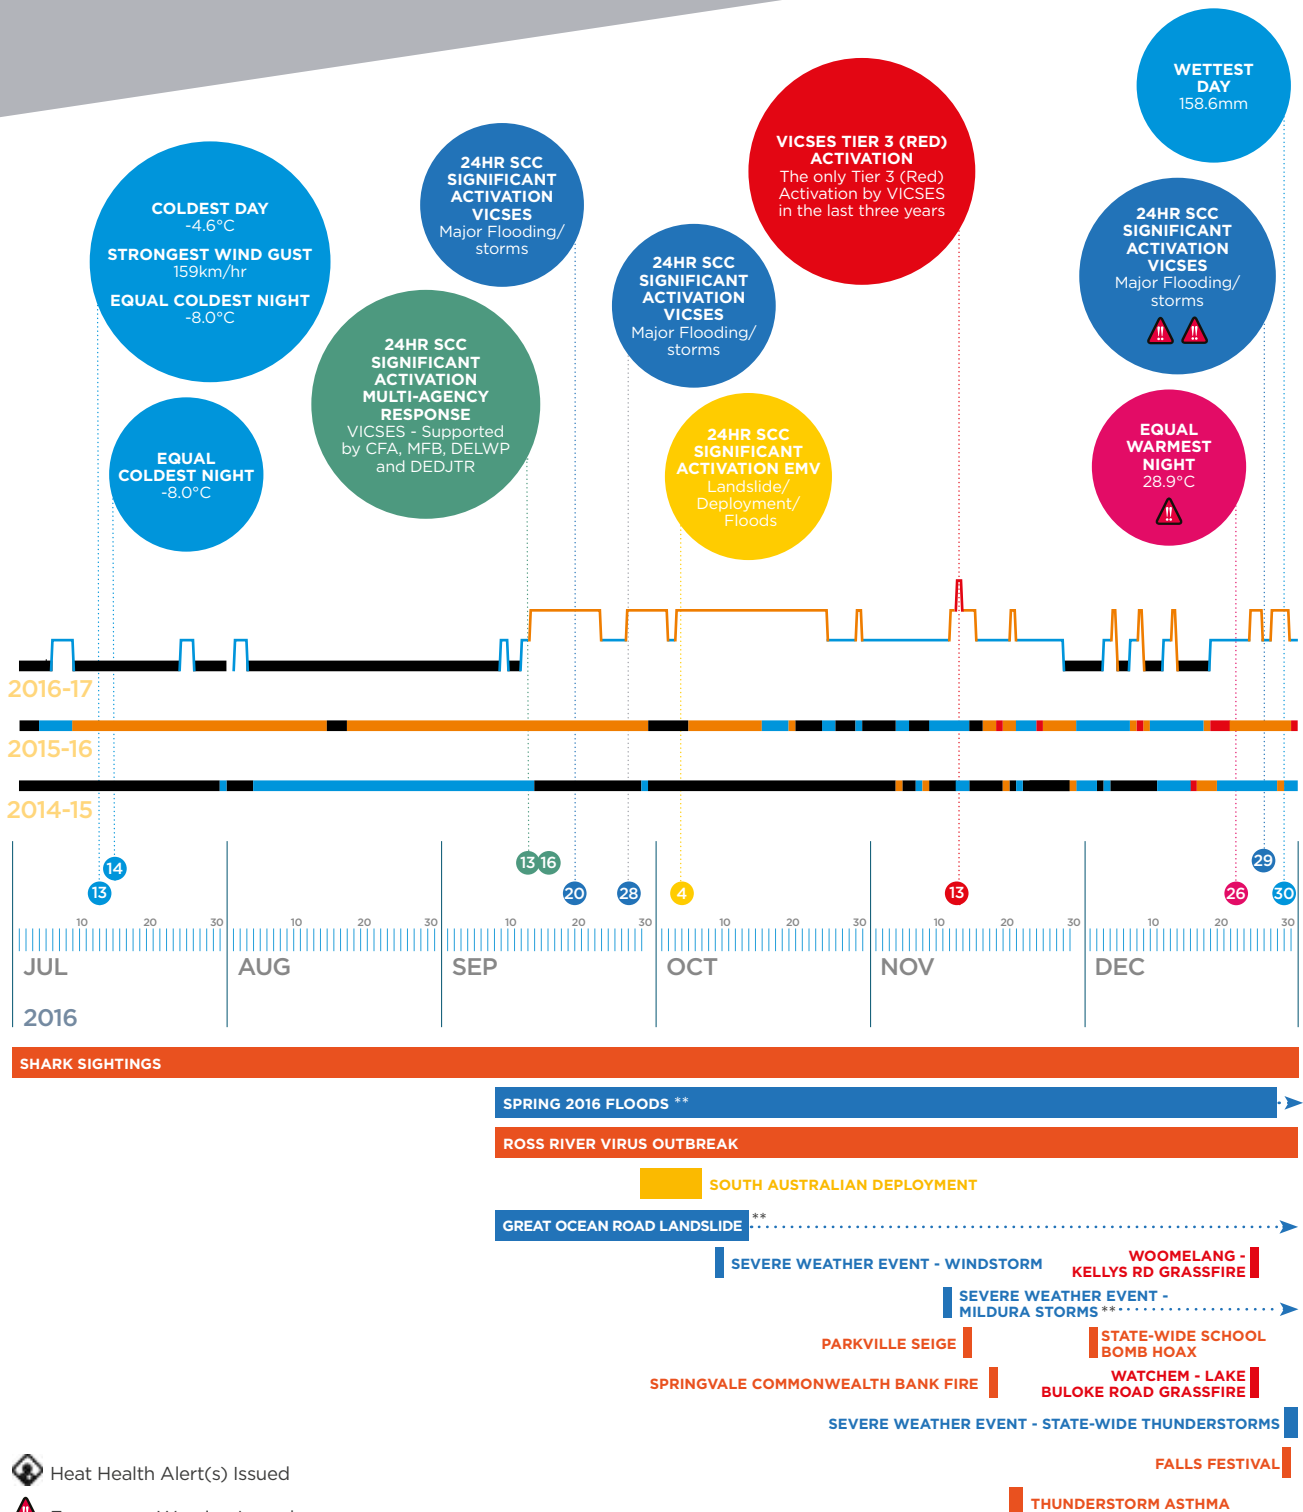 WETTEST
DAY
158.6mm
VICSES TIER 3 (RED)
ACTIVATION
The only Tier 3 (Red)
Activation by VICSES
in the last three years
24HR SCC
SIGNIFICANT
ACTIVATION
VICSES
Major Flooding/
storms
COLDEST DAY
-4.6°C
STRONGEST WIND GUST
159km/hr
EQUAL COLDEST NIGHT
-8.0°C
24HR SCC
SIGNIFICANT
ACTIVATION
VICSES
Major Flooding/
storms
24HR SCC
SIGNIFICANT
ACTIVATION
VICSES
Major Flooding/
storms
24HR SCC
SIGNIFICANT
ACTIVATION
MULTI-AGENCY
RESPONSE
VICSES - Supported
by CFA, MFB, DELWP
and DEDJTR
EQUAL
COLDEST NIGHT
-8.0°C
24HR SCC
SIGNIFICANT
ACTIVATION EMV
Landslide/
Deployment/
Floods
EQUAL
WARMEST
NIGHT
28.9°C
2016-17
2015-16
2014-15
14 13 16 29
13 20 28 4 13 26 30
10 20 30 10 20 30 10 20 30 10 20 30 10 20 30 10 20 30
JUL AUG SEP OCT NOV DEC
2016
SHARK SIGHTINGS
SPRING 2016 FLOODS **
ROSS RIVER VIRUS OUTBREAK
SOUTH AUSTRALIAN DEPLOYMENT
GREAT OCEAN ROAD LANDSLIDE **
SEVERE WEATHER EVENT - WINDSTORM
WOOMELANG -
KELLYS RD GRASSFIRE
SEVERE WEATHER EVENT -
MILDURA STORMS **
PARKVILLE SEIGE
STATE-WIDE SCHOOL
BOMB HOAX
SPRINGVALE COMMONWEALTH BANK FIRE
WATCHEM - LAKE
BULOKE ROAD GRASSFIRE
SEVERE WEATHER EVENT - STATE-WIDE THUNDERSTORMS
FALLS FESTIVAL
Heat Health Alert(s) Issued
THUNDERSTORM ASTHMA